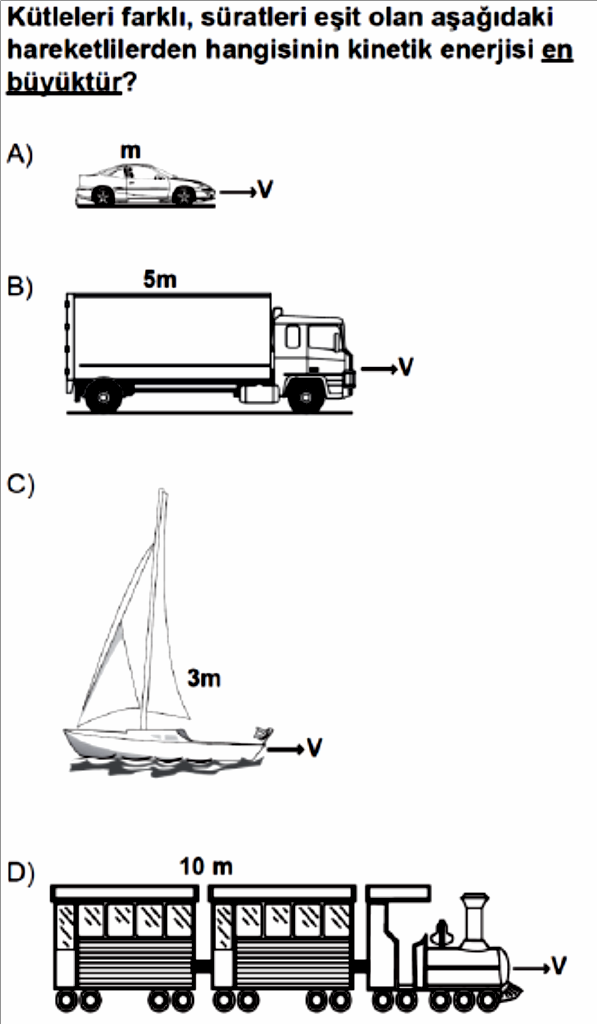 Kütleleri farklı, süratleri eşit olan aşağıdaki
hareketlilerden hangisinin kinetik enerjisi en
büyüktür?
A)
m
V
B)
5m
V
C)
3m
V
D)
10 m
V